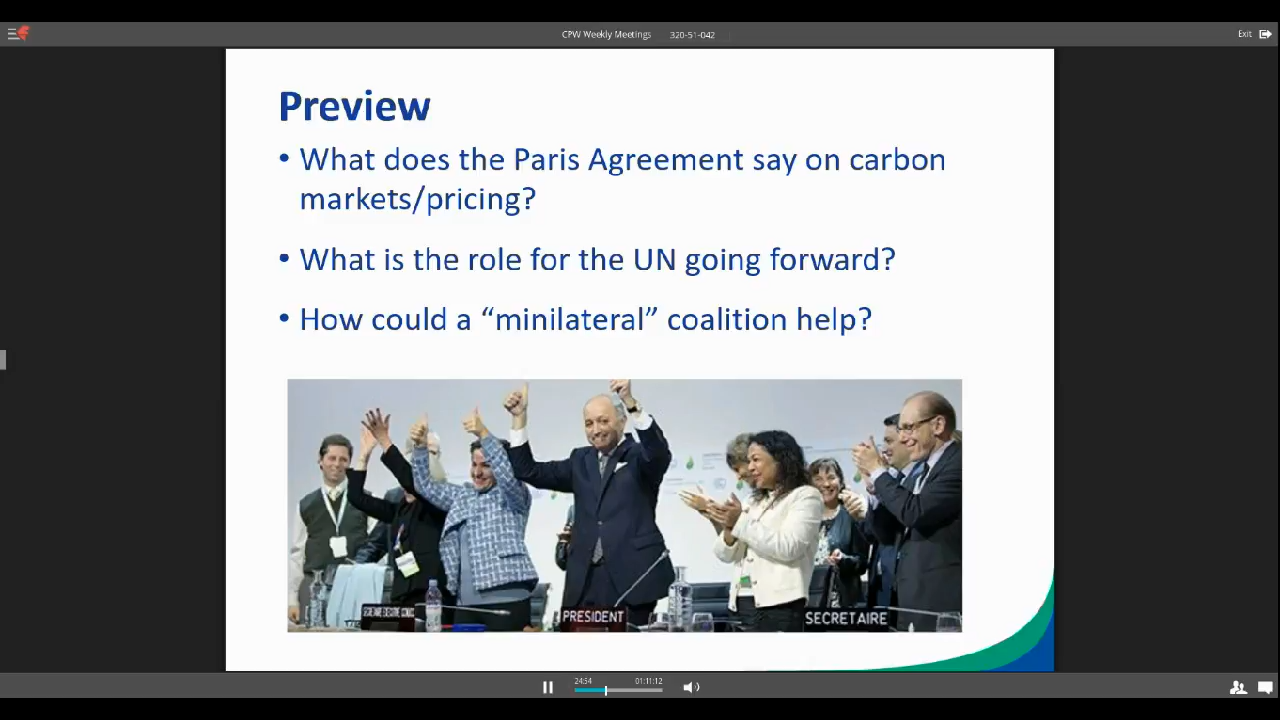 CPW Weekly Meetings 320-51-042
Exit
Preview
• What does the Paris Agreement say on carbon
markets/pricing?
• What is the role for the UN going forward?
• How could a “minilateral” coalition help?
PRESIDENT
SECRETAIRE
24:54 01:11:12